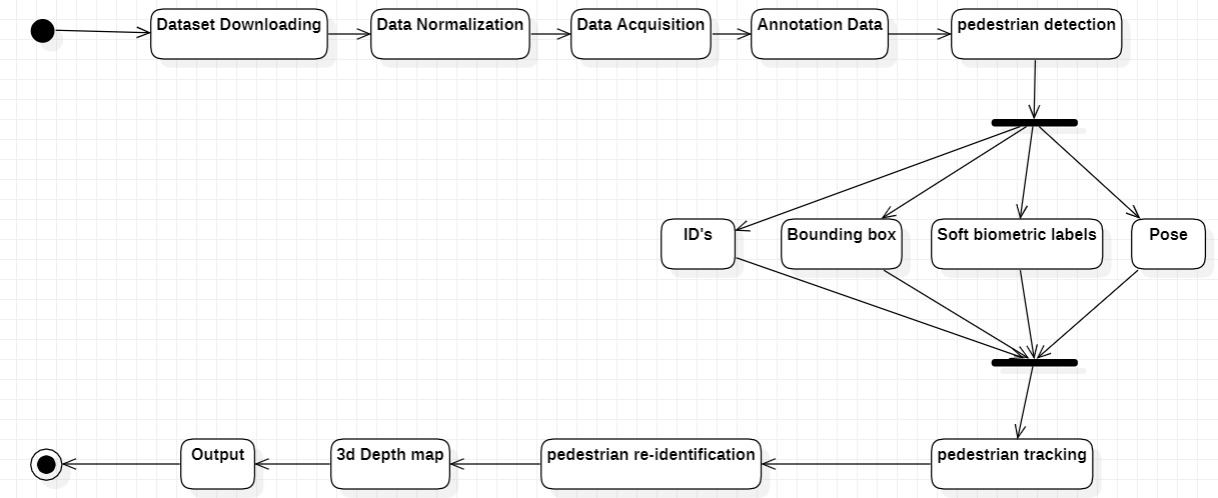 Dataset Downloading
Data Normalization
Data Acquisition
Annotation Data
pedestrian detection
ID's
Bounding box
Soft biometric labels
Pose
Output
3d Depth map
pedestrian re-identification
pedestrian tracking